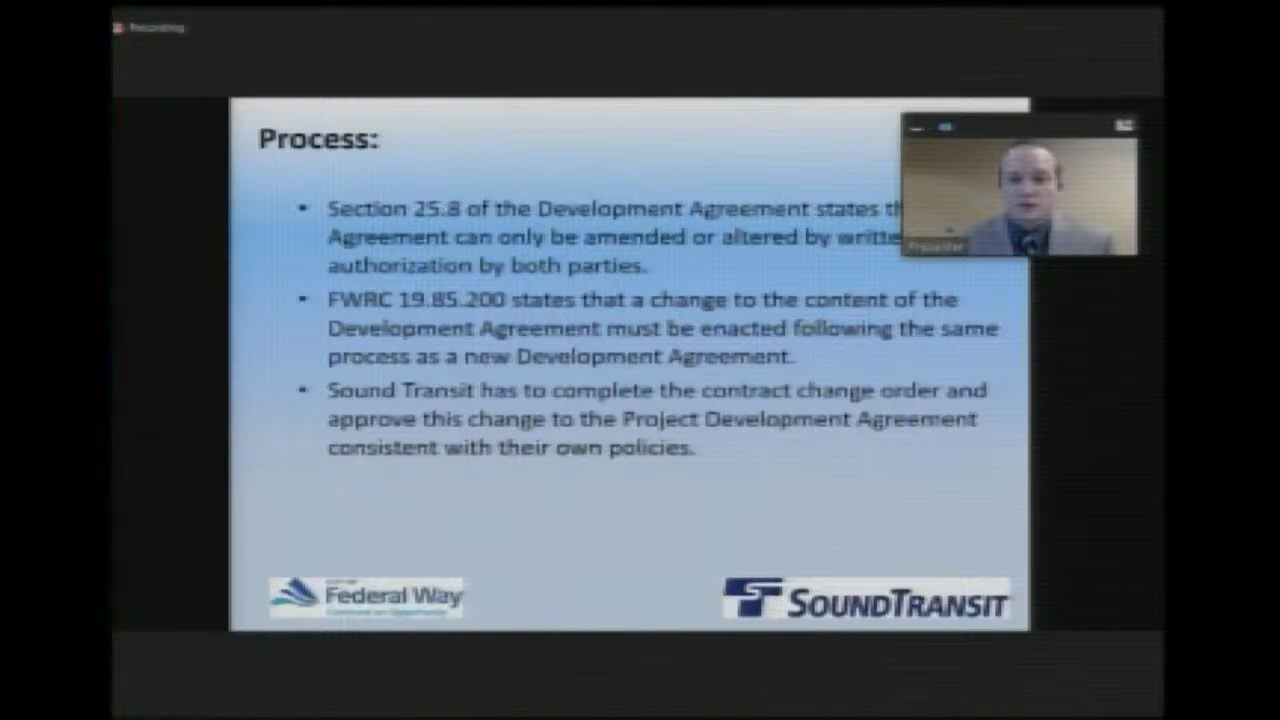 Recording
Process:
• Section 25.8 of the Development Agreement states
Agreement can only be amended or altered by
authorization by both parties.
• FWRC 19.85.200 states that a change to the content of the
Development Agreement must be enacted following the same
process as a new Development Agreement.
• Sound Transit has to complete the contract change order and
approve this change to the Project Development Agreement
consistent with their own policies.
Presenter
Federal Way
SOUNDTRANSIT